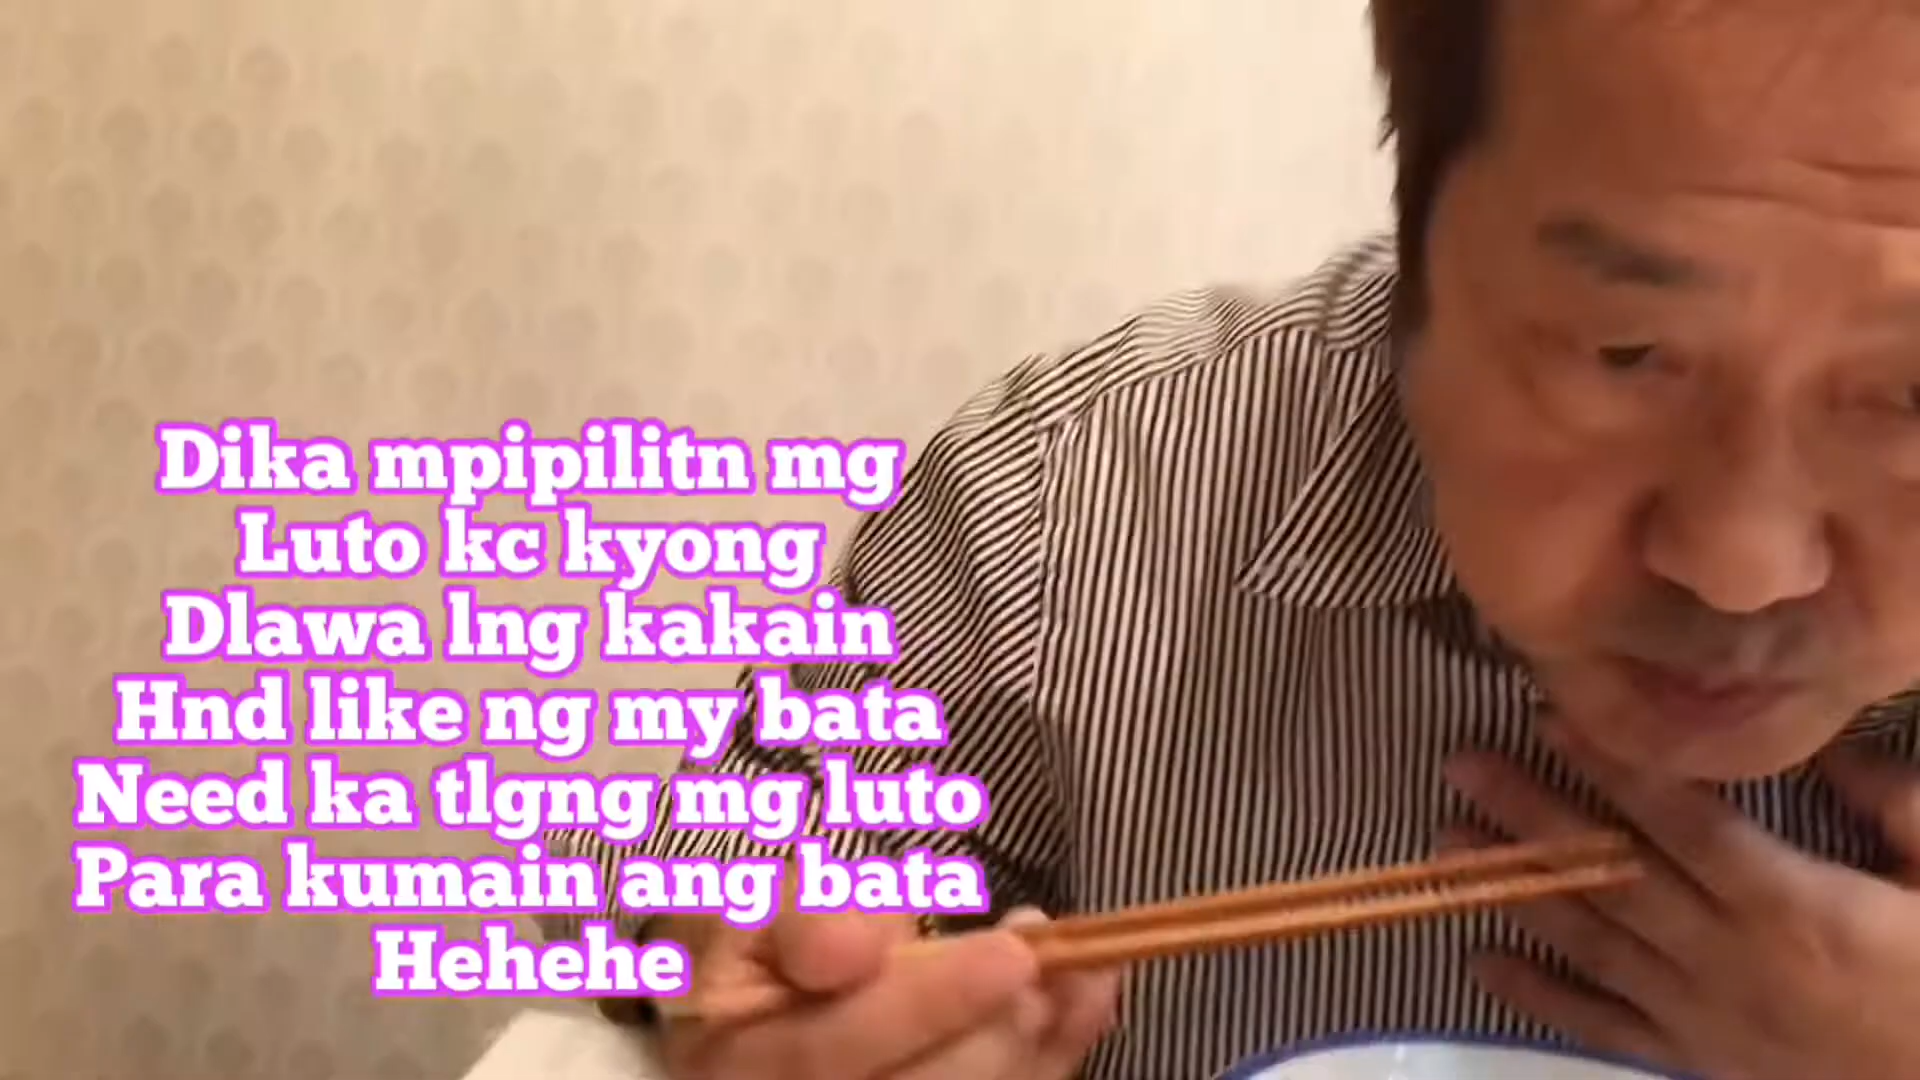 Dika mpipilitn mg
Luto kc kyong
Dlawa lng kakain
Hnd like ng my bata
Need ka tlgng mg luto
Para kumain ang bata
Hehehe